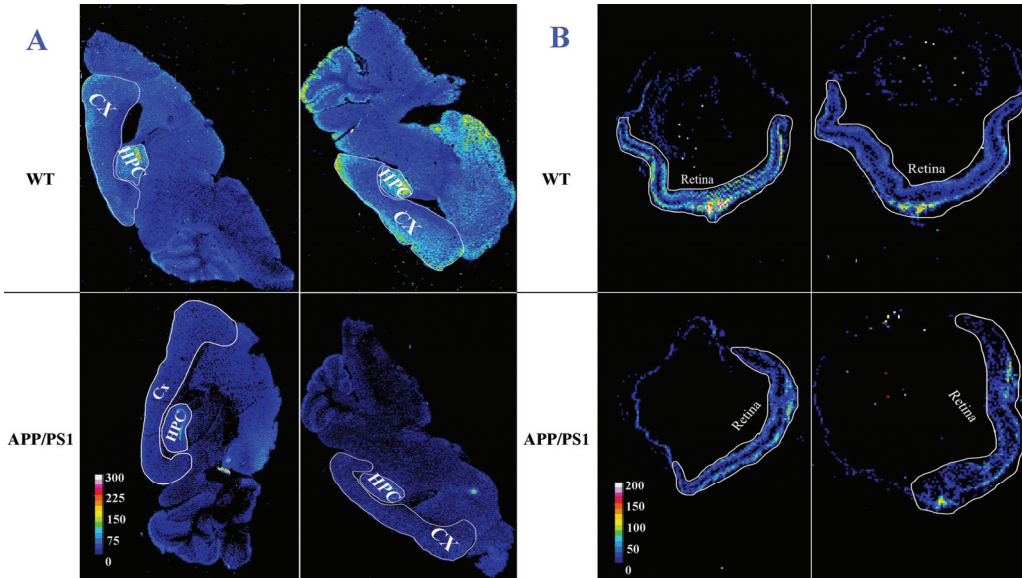 A
B
WT
CX
HPC
HPC
CX
WT
Retina
Retina
APP/PS1
Cx
HPC
300
225
150
75
0
HPC
CX
APP/PS1
Retina
200
150
100
50
0
Retina